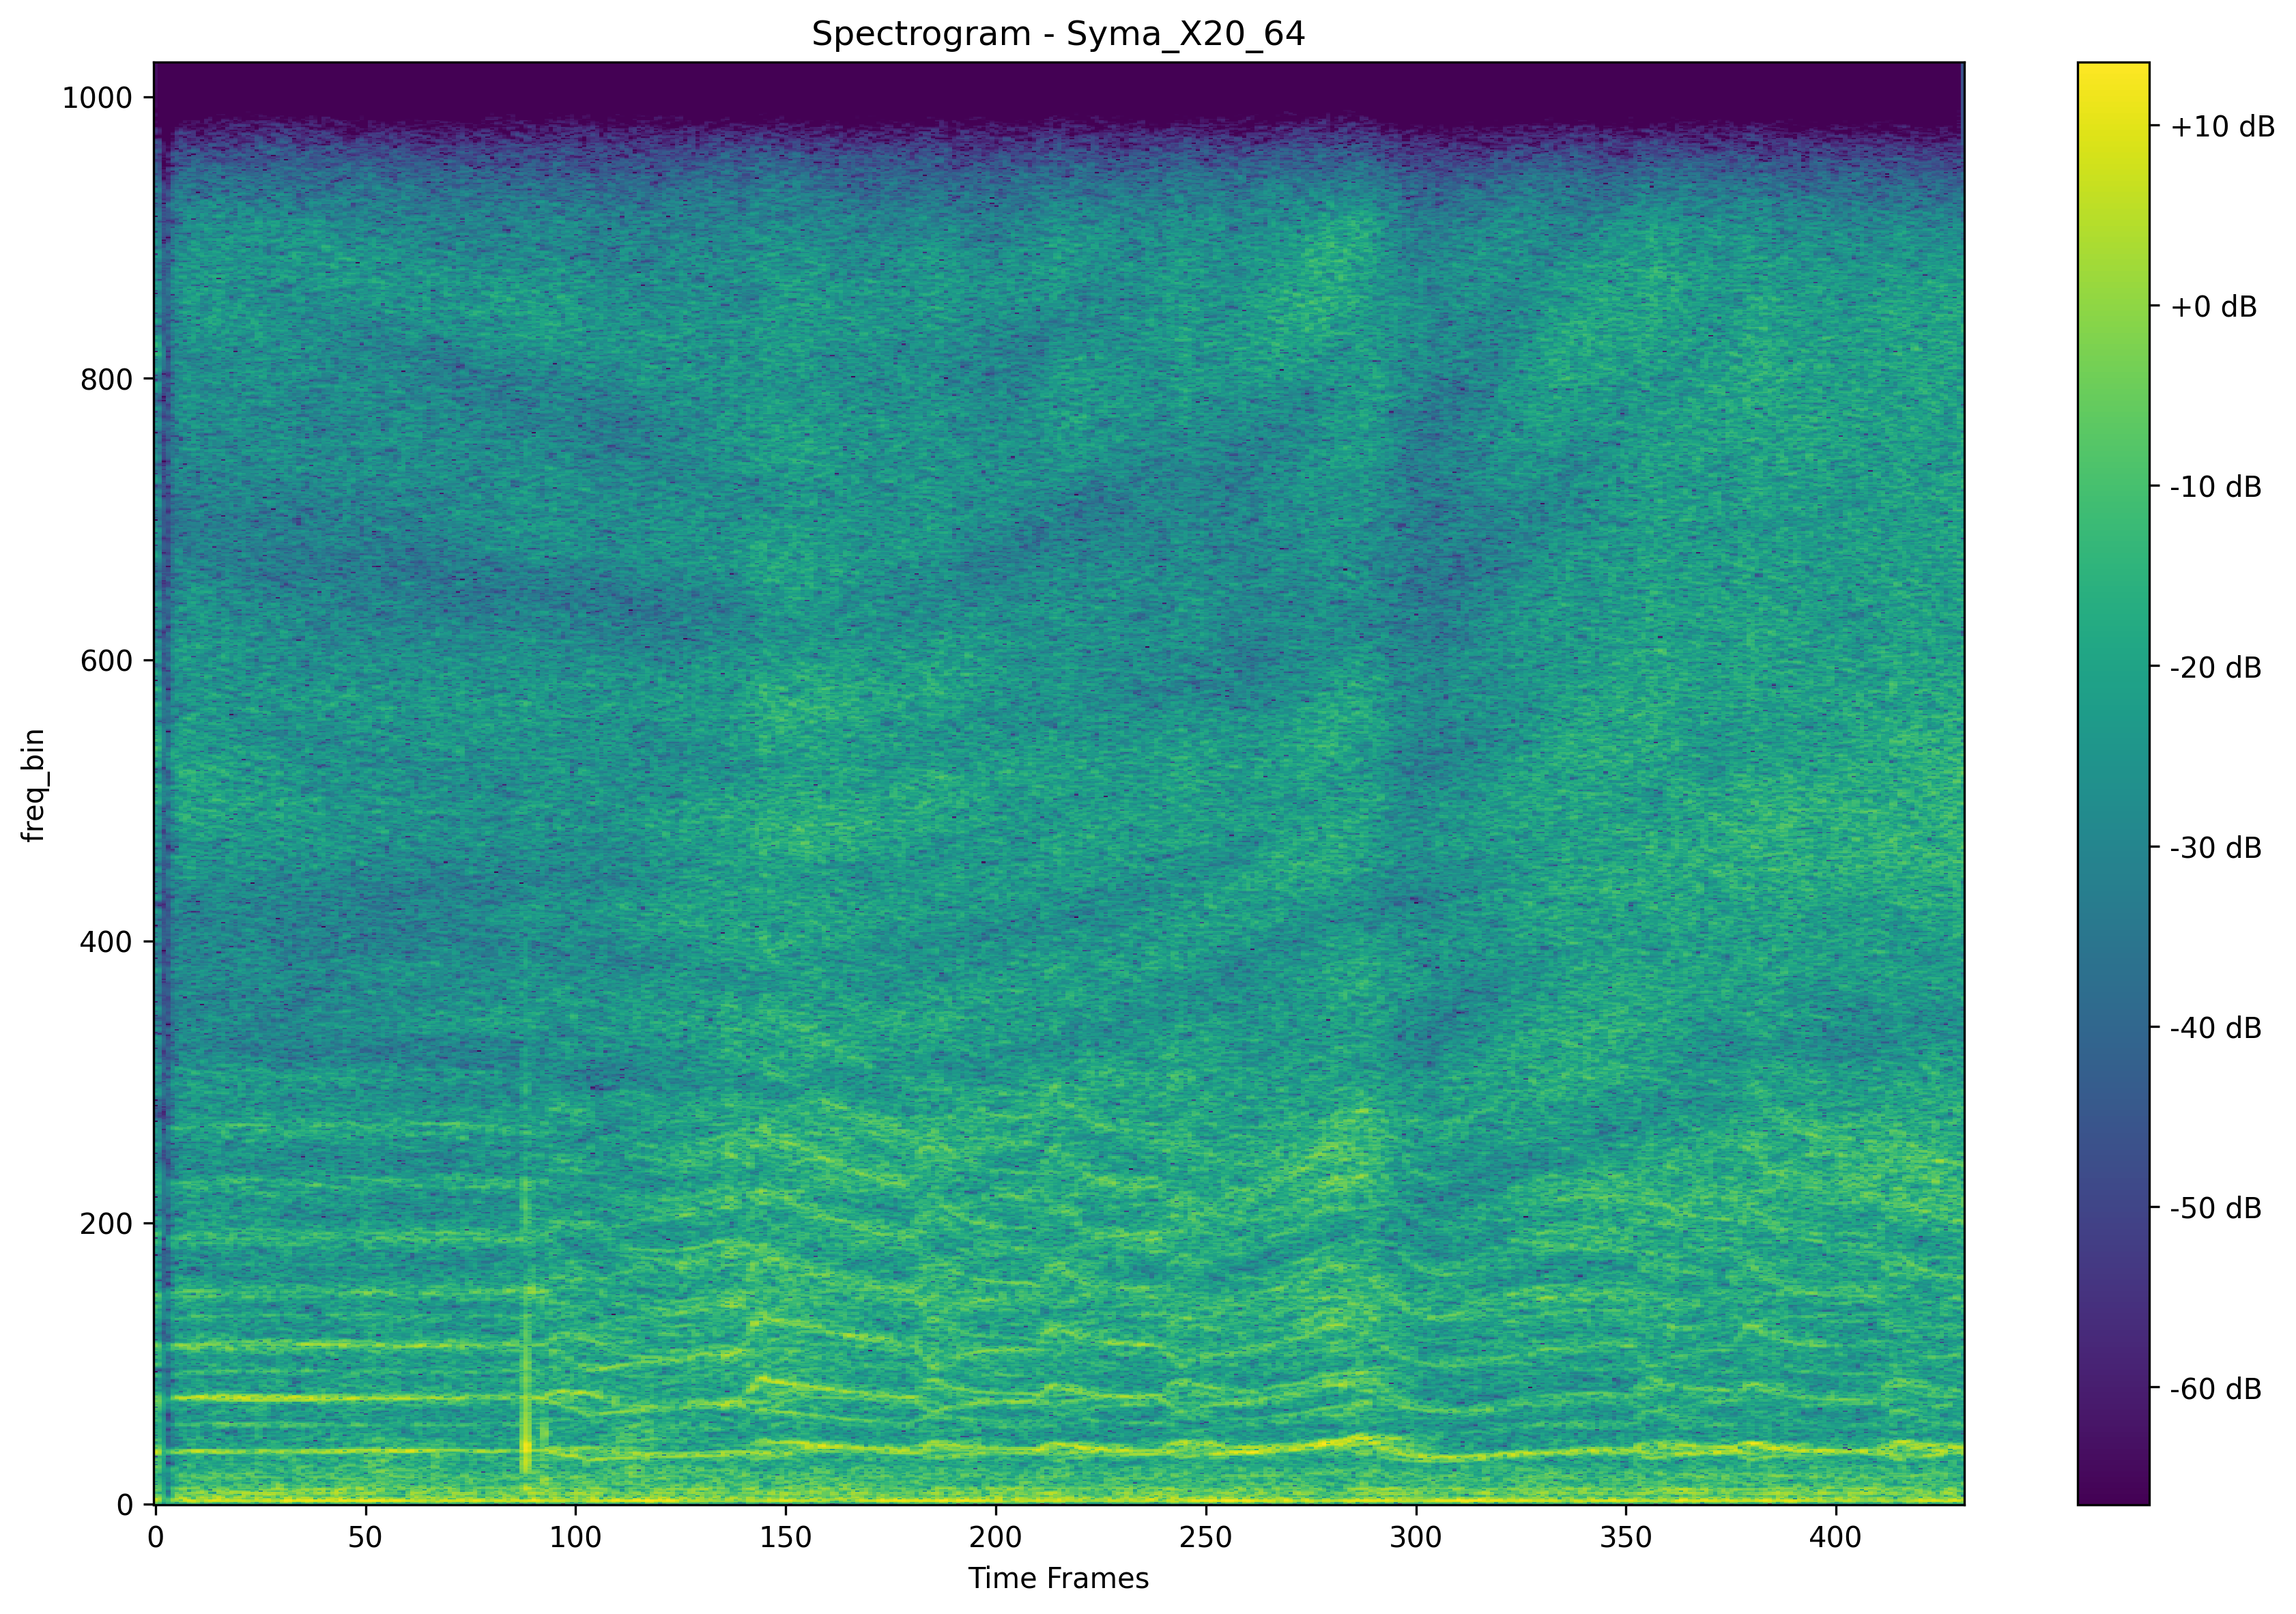 Spectrogram - Syma_X20_64
1000
800
600
400
200
0
freq_bin
0 50 100 150 200 250 300 350 400
Time Frames
+10 dB
+0 dB
-10 dB
-20 dB
-30 dB
-40 dB
-50 dB
-60 dB